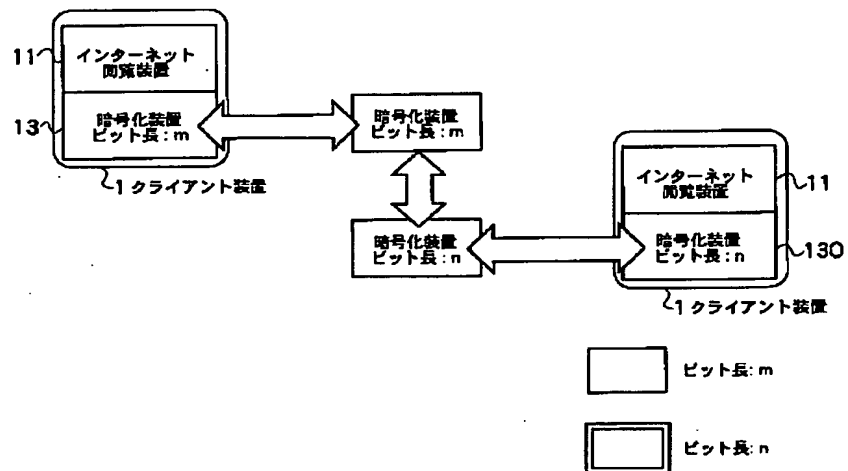 11
インターネット
閲覧装置
13
暗号化装置
ビット長:m
1 クライアント装置
暗号化装置
ビット長:m
暗号化装置
ビット長:n
インターネット
閲覧装置
11
暗号化装置
ビット長:n
130
1 クライアント装置
ビット長:m
ビット長:n